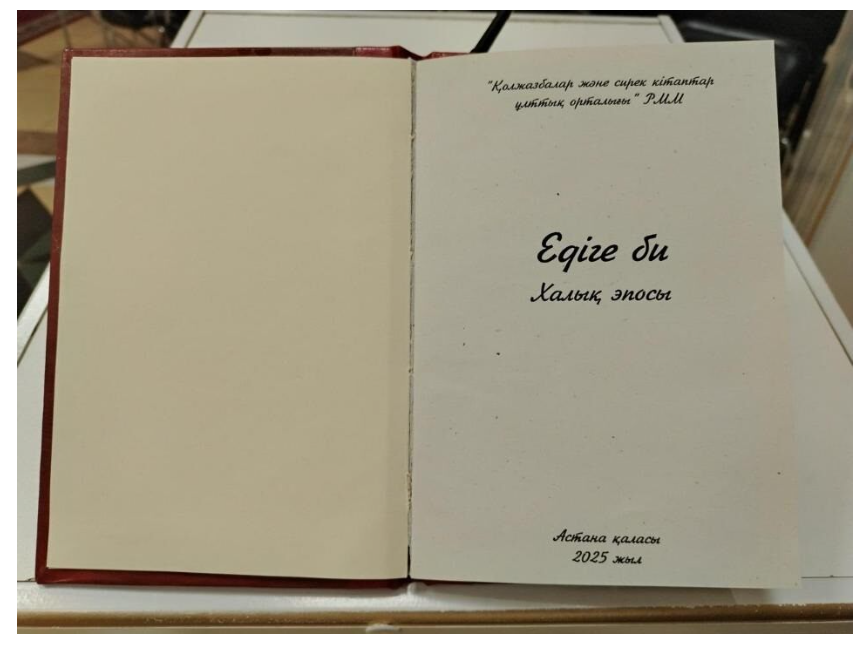 "Қолжазбалар және сирек кітаптар
ұлттық орталығы" РММ
Едіге би
Халық эпосы
Астана қаласы
2025 жыл